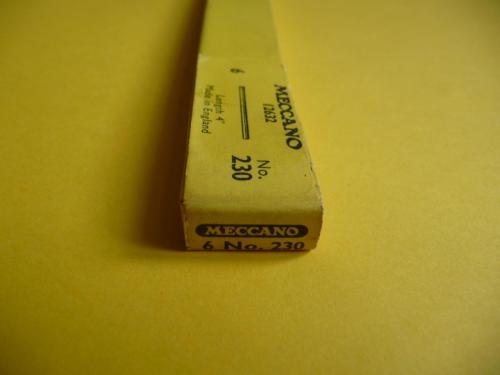 MECCANO
12632
6
Length 4"
Made in England
No.
230
MECCANO
6 No. 230